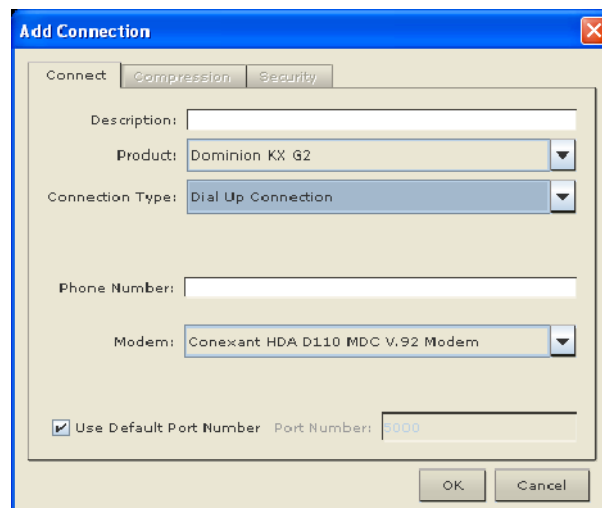 Add Connection
Connect Compression Security
Description:
Product: Dominion KX G2
Connection Type: Dial Up Connection
Phone Number:
Modem: Conexant HDA D110 MDC V.92 Modem
Use Default Port Number Port Number: 5000
OK Cancel